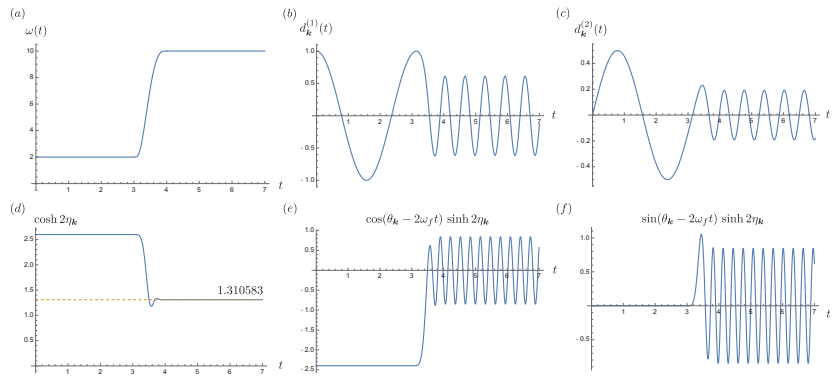 (a)
ω(t)
10
8
6
4
2
0 1 2 3 4 5 6 7 t
(b)
d_k^(1)(t)
1.0
0.5
- 0.5
- 1.0
2 3 4 5 6 7 t
(c)
d_k^(2)(t)
0.4
0.2
- 0.2
- 0.4
1 2 3 4 5 6 7 t
(d)
cosh 2η_k
2.5
2.0
1.5
1.0
0.5
1.310583
0 1 2 3 4 5 6 7 t
(e)
cos(θ_k − 2ω_f t) sinh 2η_k
1.0
0.5
0 1 2 3 4 5 6 7 t
- 0.5
- 1.0
- 1.5
- 2.0
- 2.5
(f)
sin(θ_k − 2ω_f t) sinh 2η_k
1.0
0.5
0 1 2 3 4 5 6 7 t
- 0.5